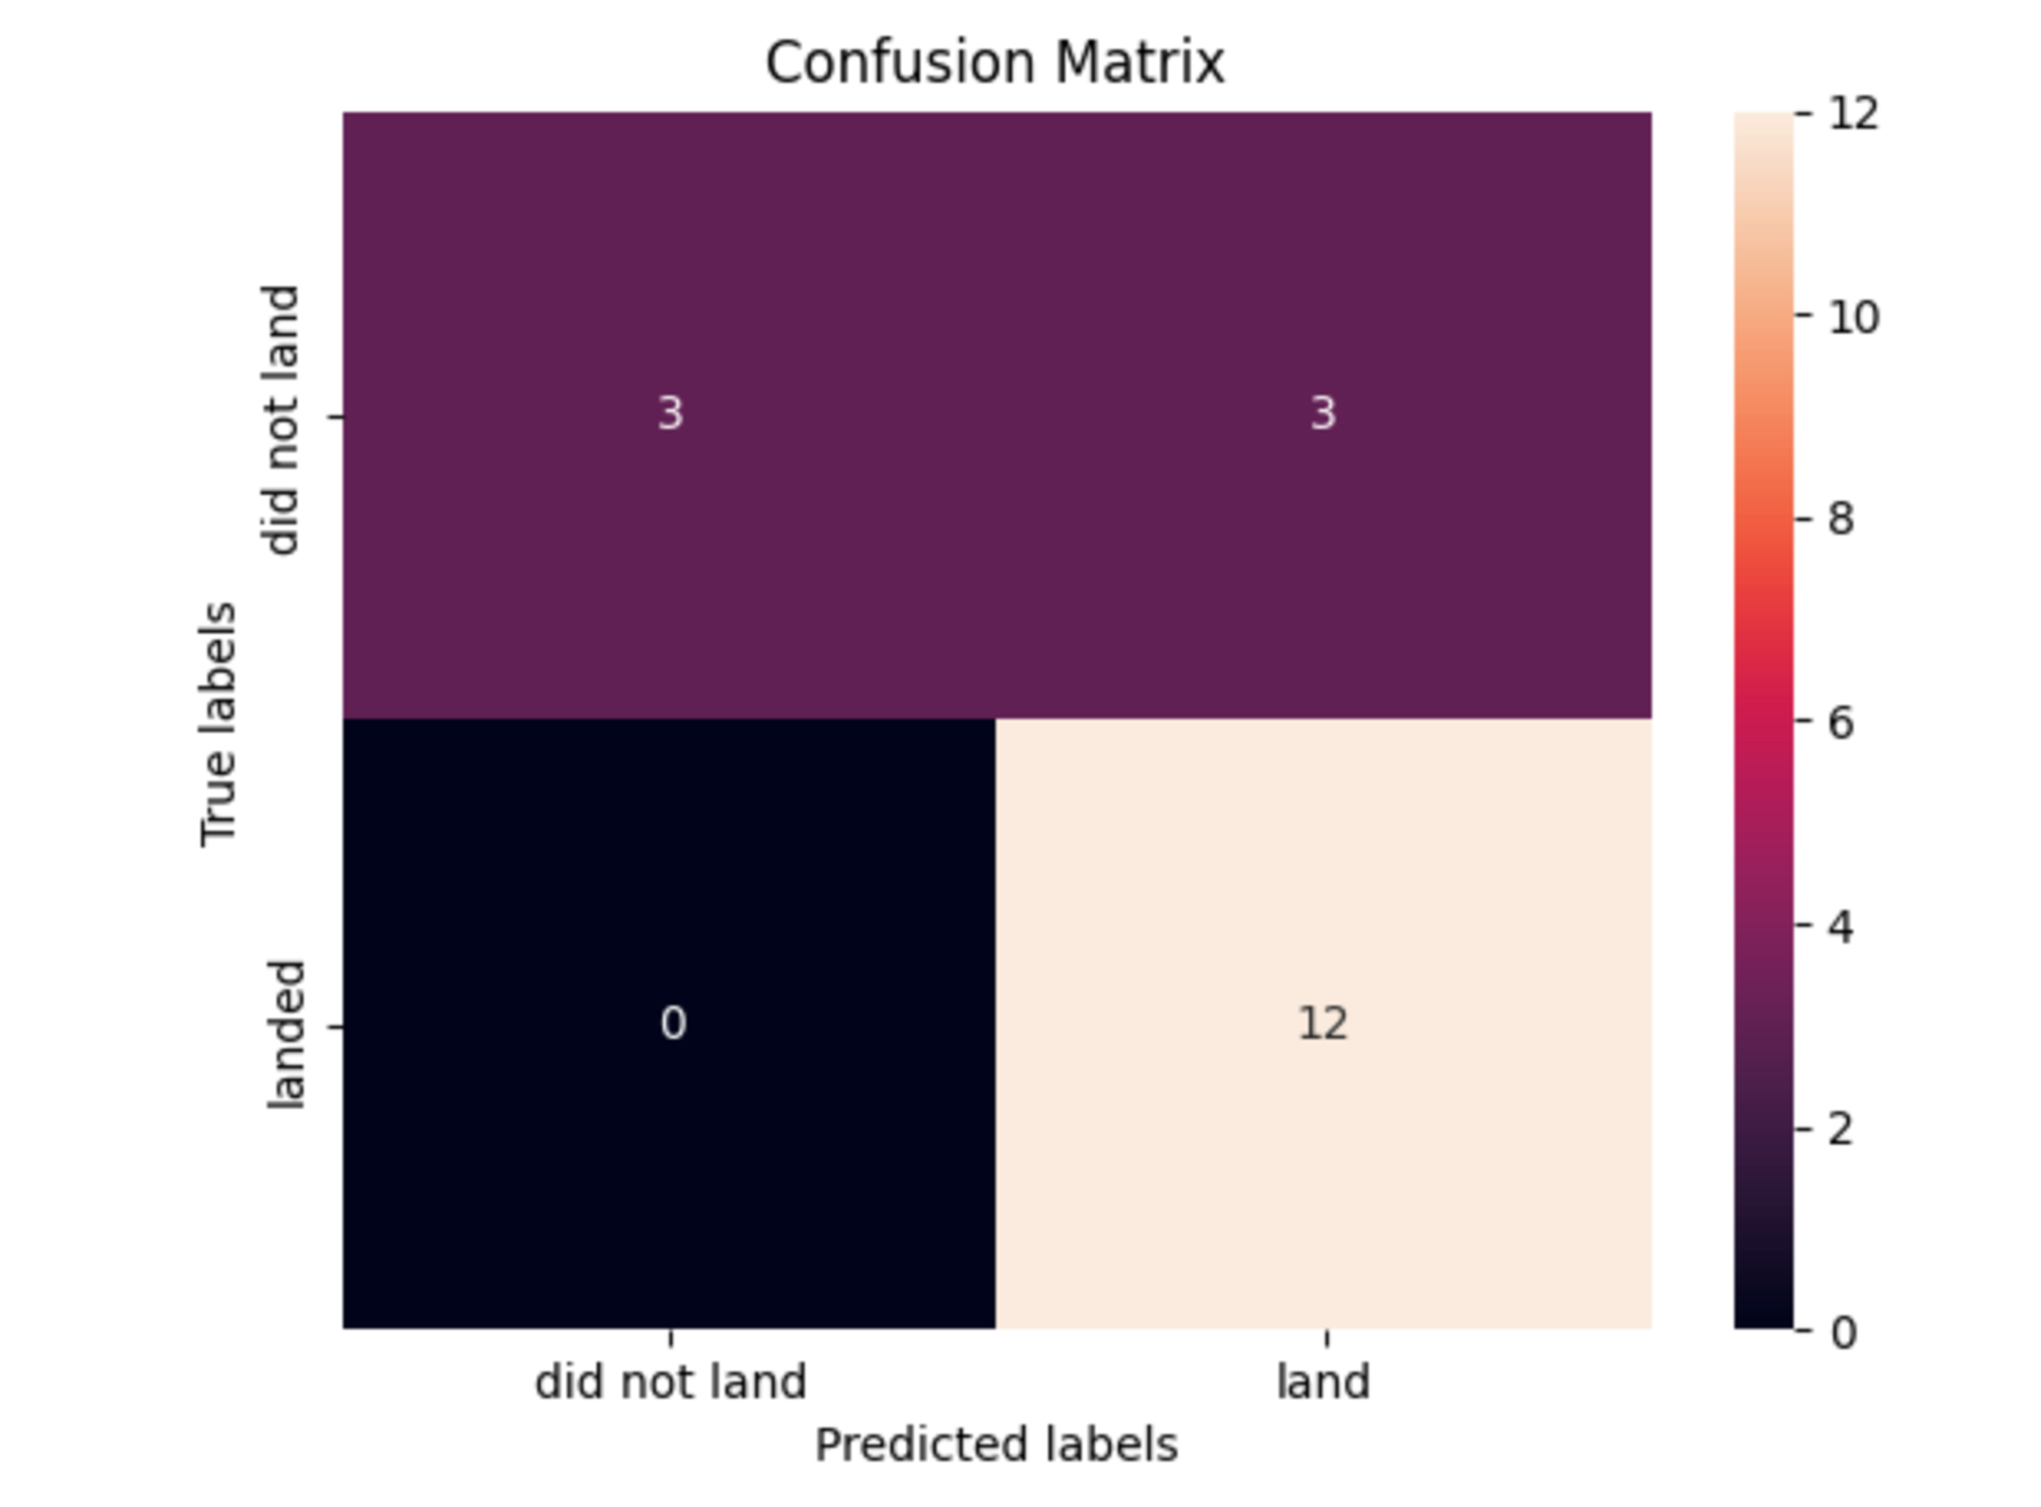 Confusion Matrix
did not land
landed
True labels
3
3
0
12
did not land
land
Predicted labels
12
10
8
6
4
2
0